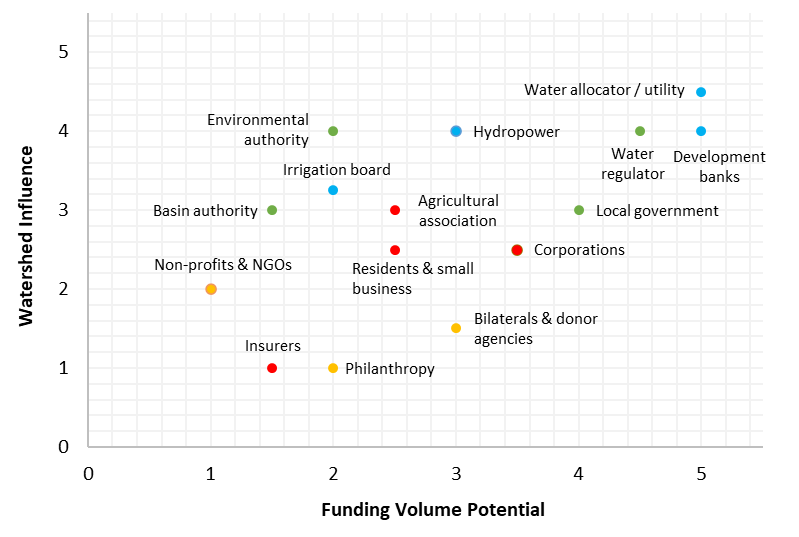 5
Water allocator / utility
Environmental
authority
4
Hydropower
Water
regulator
Development
banks
Irrigation board
Agricultural
association
3
Basin authority
Local government
Corporations
Residents & small
business
Non-profits & NGOs
2
Bilaterals & donor
agencies
Insurers
1
Philanthropy
0
0
1
2
3
4
5
Watershed Influence
Funding Volume Potential